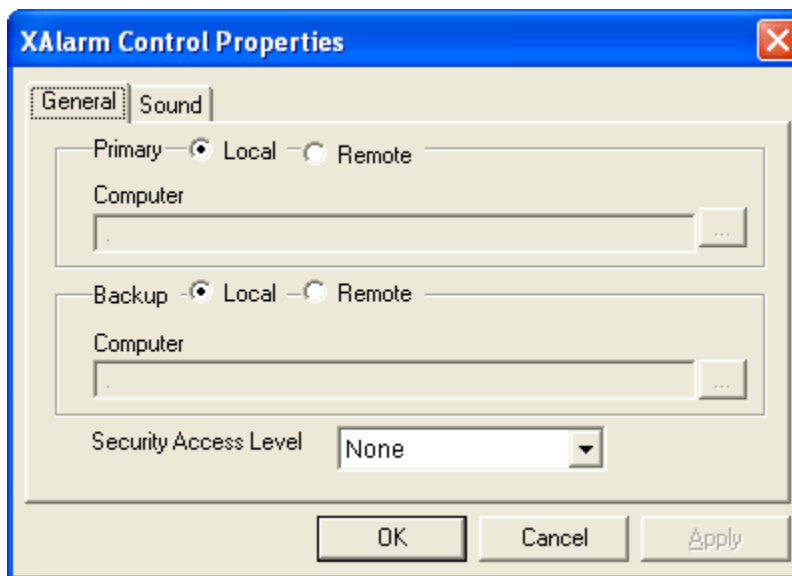 XAlarm Control Properties
General Sound
Primary Local Remote
Computer
. ...
Backup Local Remote
Computer
. ...
Security Access Level None
OK Cancel Apply